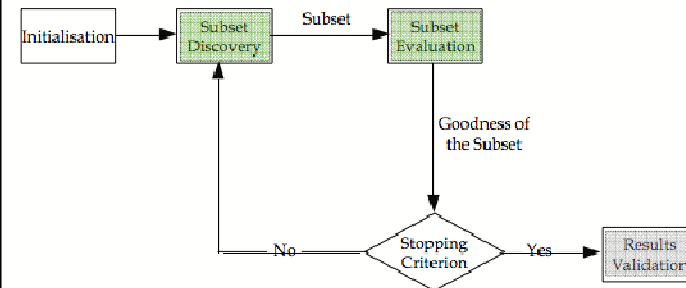 Initialisation
Subset
Discovery
Subset
Subset
Evaluation
Goodness of
the Subset
Stopping
Criterion
No
Yes
Results
Validation